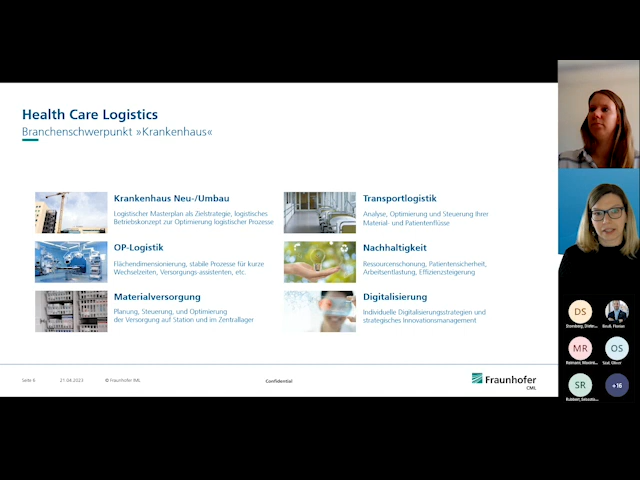 Health Care Logistics
Branchenschwerpunkt »Krankenhaus«
Krankenhaus Neu-/Umbau
Logistischer Masterplan als Zielstrategie, logistisches
Betriebskonzept zur Optimierung logistischer Prozesse
OP-Logistik
Flächendimensionierung, stabile Prozesse für kurze
Wechselzeiten, Versorgungs-assistenten, etc.
Materialversorgung
Planung, Steuerung, und Optimierung
der Versorgung auf Station und im Zentrallager
Transportlogistik
Analyse, Optimierung und Steuerung Ihrer
Material- und Patientenflüsse
Nachhaltigkeit
Ressourcenschonung, Patientensicherheit,
Arbeitsentlastung, Effizienzsteigerung
Digitalisierung
Individuelle Digitalisierungsstrategien und
strategisches Innovationsmanagement
Seite 6
21.08.2023
© Fraunhofer IML
Confidential
Fraunhofer
CML
DS
MR
OS
SR
+16